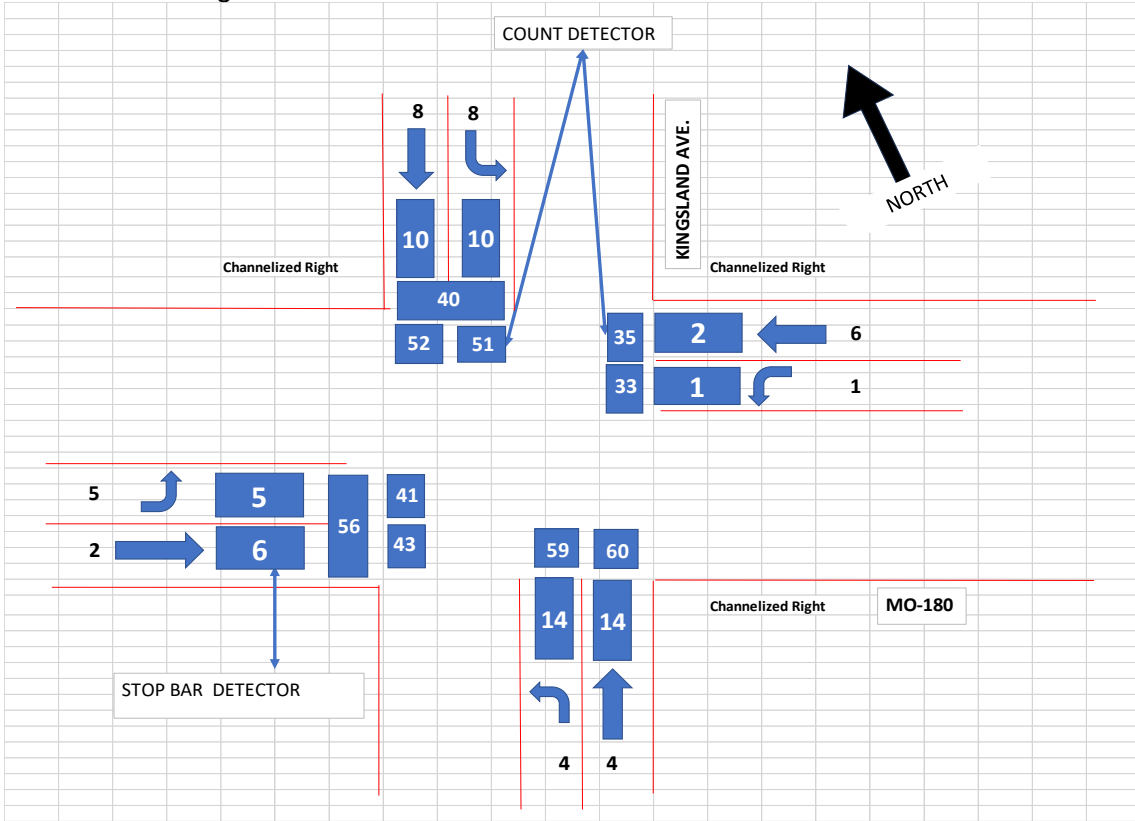 COUNT DETECTOR
8 8
KINGSLAND AVE.
NORTH
10 10
Channelized Right
Channelized Right
40
52 51
35 2 6
33 1 1
5 5 41
56
2 6 43
59 60
14 14
Channelized Right
MO-180
STOP BAR DETECTOR
4 4